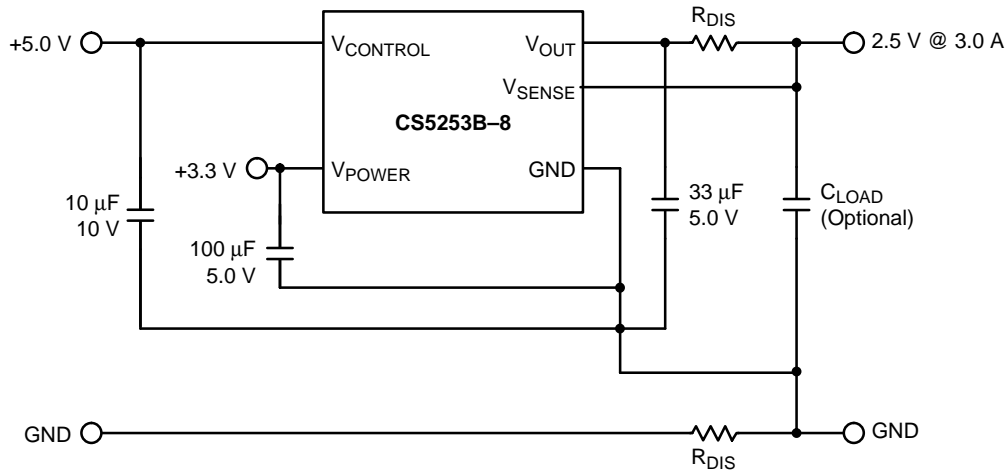 R_DIS
+5.0 V
V_CONTROL
V_OUT
2.5 V @ 3.0 A
V_SENSE
CS5253B–8
+3.3 V
V_POWER
GND
10 μF
10 V
33 μF
5.0 V
C_LOAD
(Optional)
100 μF
5.0 V
GND
GND
R_DIS